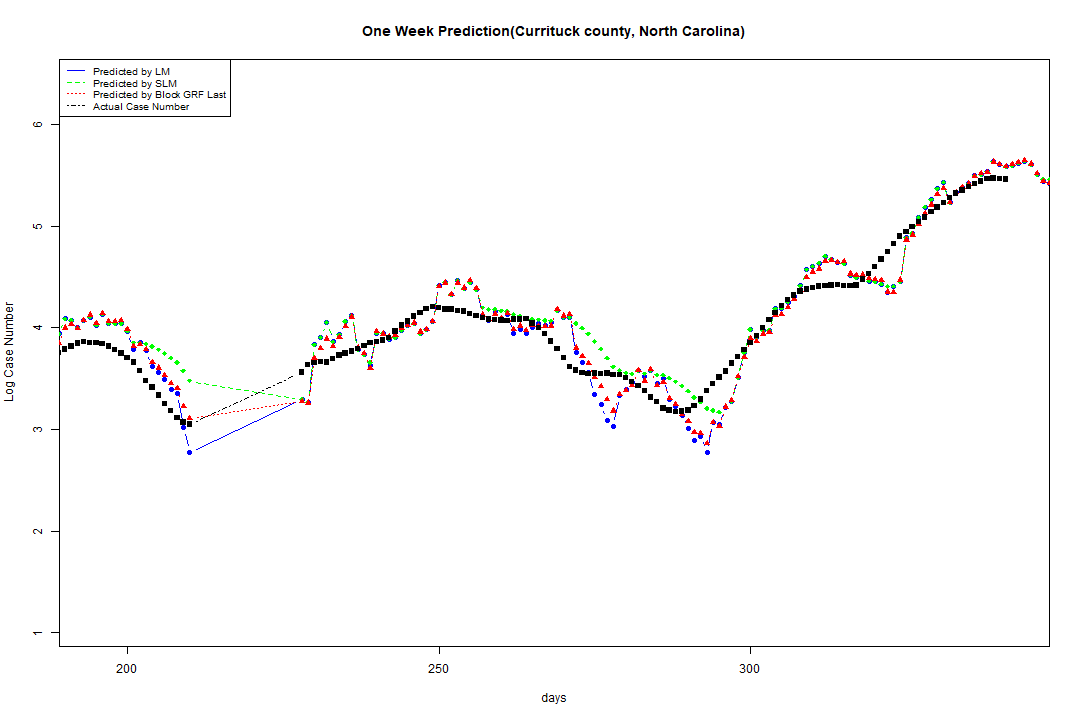 One Week Prediction(Currituck county, North Carolina)
Predicted by LM
Predicted by SLM
Predicted by Block GRF Last
Actual Case Number
6
5
4
3
2
1
Log Case Number
200
250
300
days